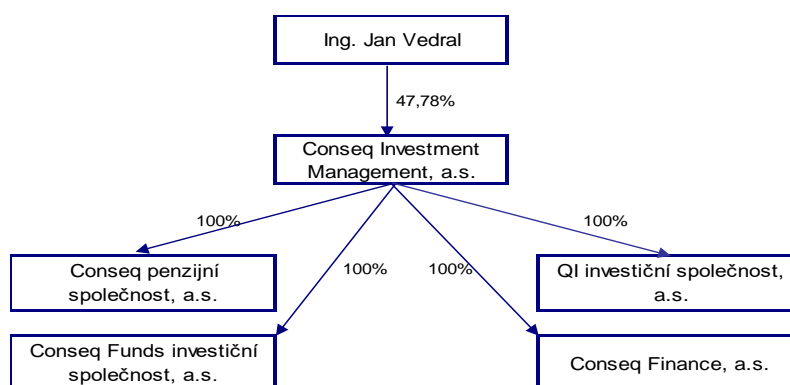 Ing. Jan Vedral
47,78%
Conseq Investment
Management, a.s.
100%
100%
Conseq penzijní
společnost, a.s.
100%
100%
QI investiční společnost,
a.s.
Conseq Funds investiční
společnost, a.s.
Conseq Finance, a.s.